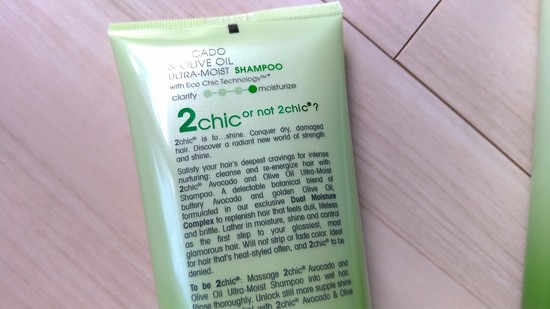 CADO
& OLIVE OIL
ULTRA-MOIST SHAMPOO
with Eco Chic Technology™*
clarify moisturize
2chic® or not 2chic®?
2chic® is to...shine. Conquer dry, damaged
hair. Discover a radiant new world of strength
and shine.
Satisfy your hair's deepest cravings for intense
nurturing: cleanse and re-energize hair with
2chic® Avocado and Olive Oil Ultra-Moist
Shampoo. A delectable botanical blend of
buttery Avocado and golden Olive Oil,
formulated in our exclusive Dual Moisture
Complex to replenish hair that feels dull, lifeless
and brittle. Lather in moisture, shine and control
as the first step to your glossiest, most
glamorous hair. Will not strip or fade color. Ideal
for hair that's heat-styled often, and 2chic® to be
denied.
To be 2chic®: Massage 2chic® Avocado and
Olive Oil Ultra-Moist Shampoo into wet hair.
Rinse thoroughly. Unlock still more supple shine
with 2chic® Avocado & Olive